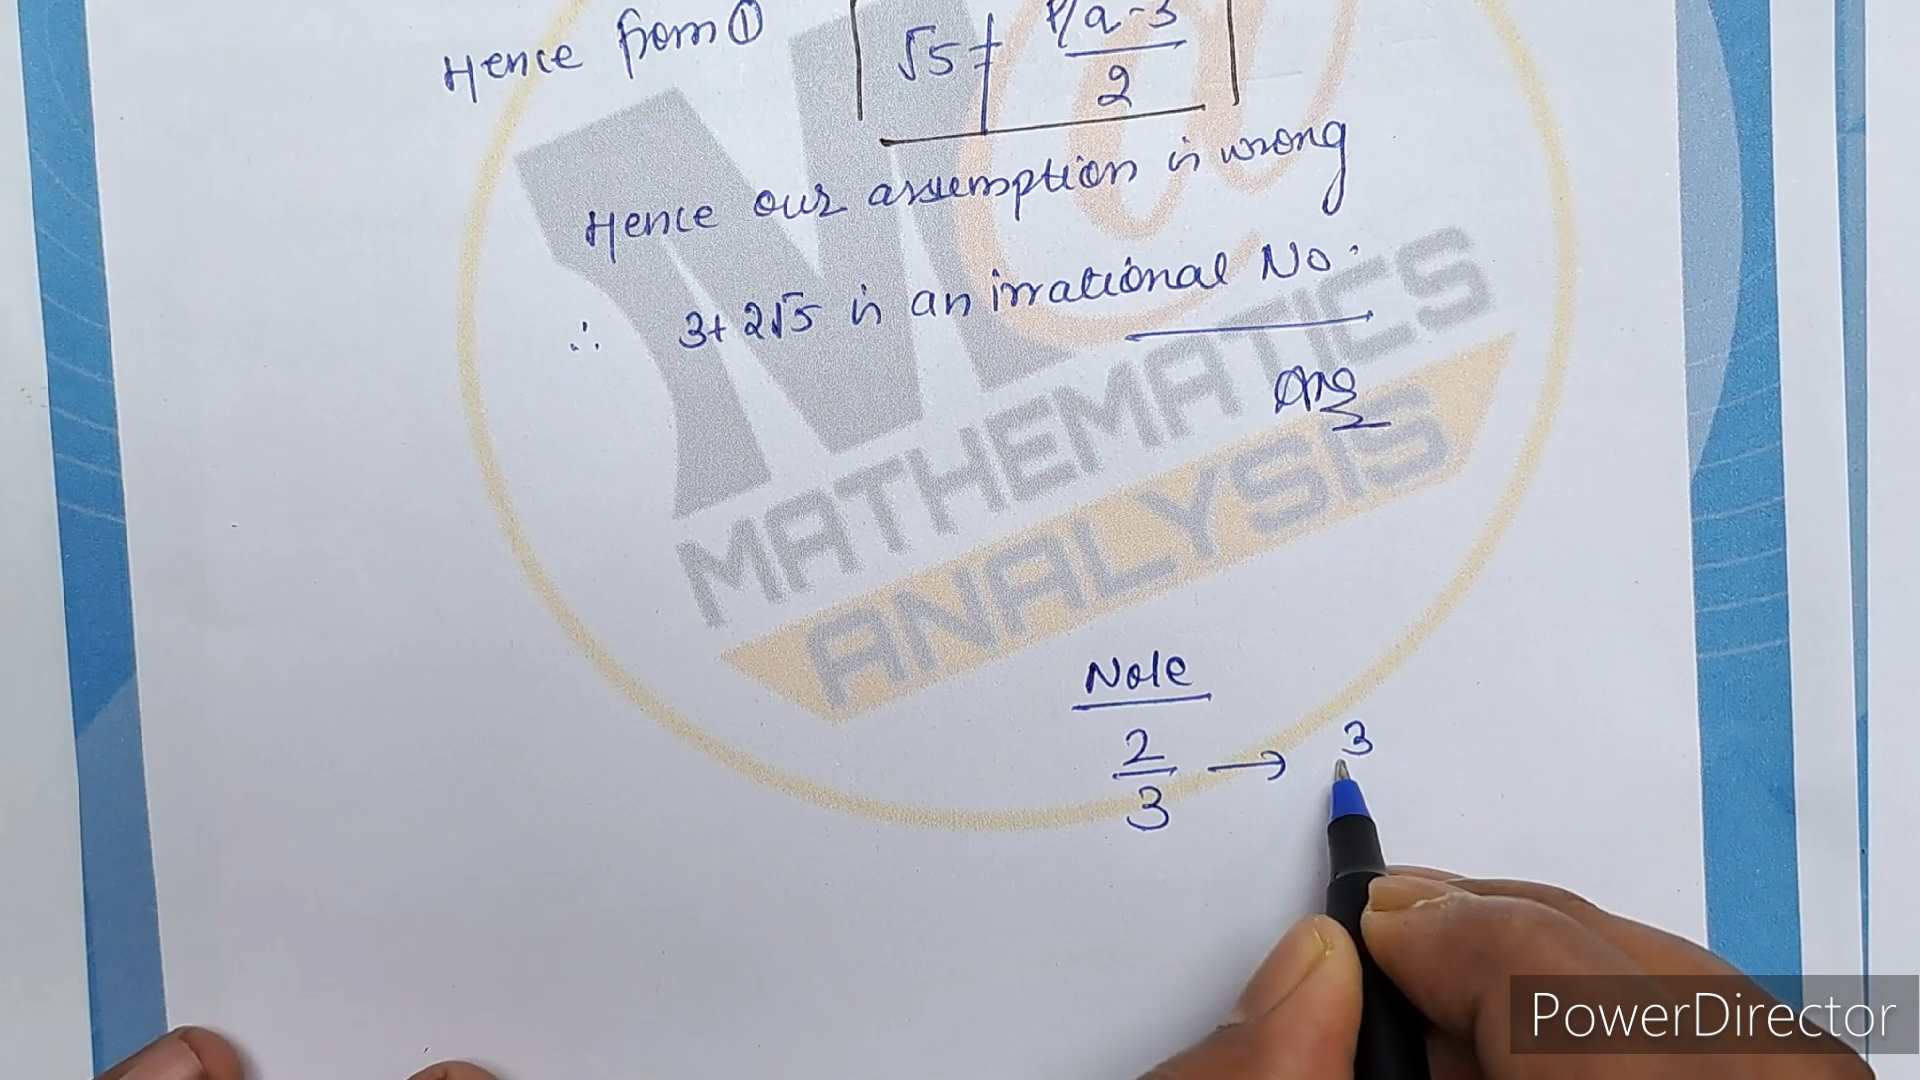 Hence from ① √5 ≠ P/q - 3 / 2
Hence our assumption is wrong
∴ 3+2√5 is an irrational No.
Ans
MATHEMATICS
ANALYSIS
Note
2/3 → 3
PowerDirector